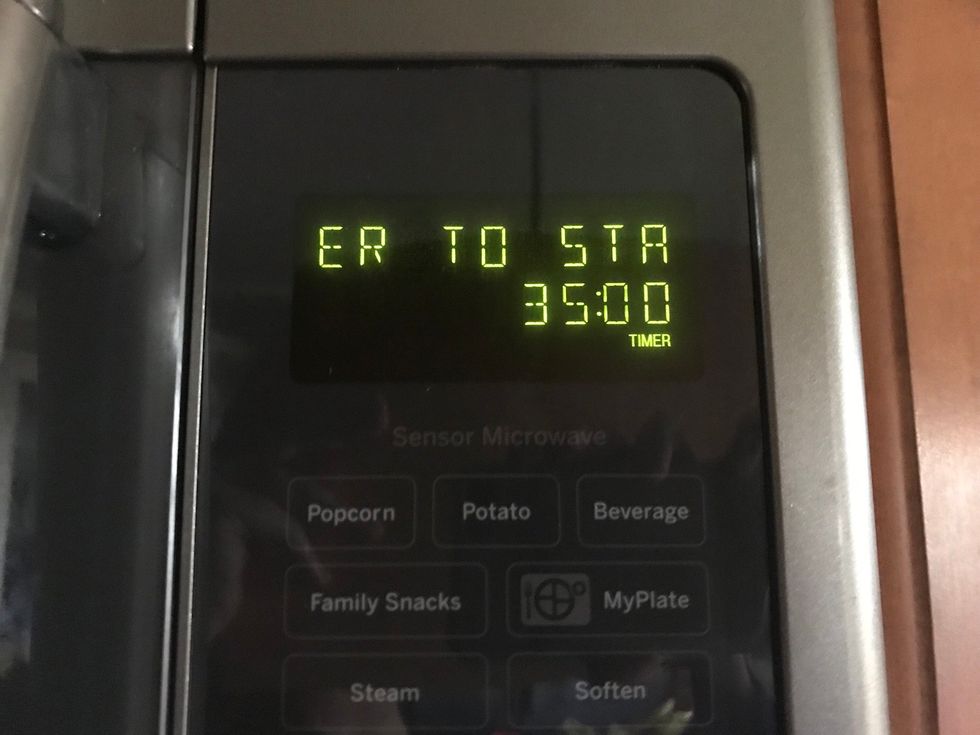 ER TO STA
35:00
TIMER
Sensor Microwave
Popcorn Potato Beverage
Family Snacks MyPlate
Steam Soften